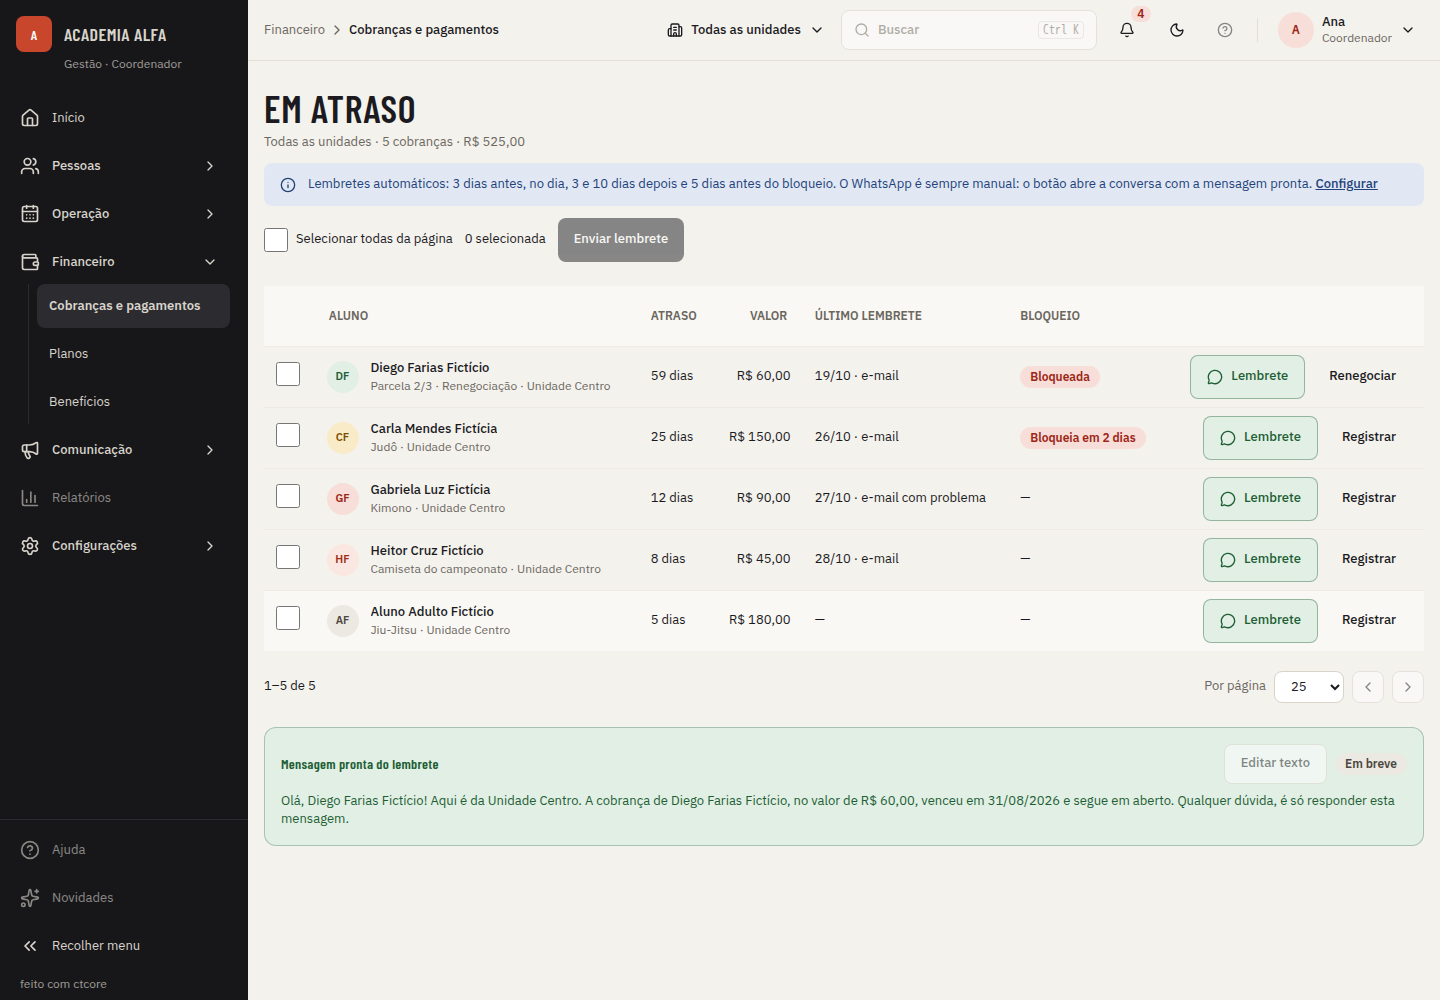 A
ACADEMIA ALFA
Gestão · Coordenador
Início
Pessoas
Operação
Financeiro
Cobranças e pagamentos
Planos
Benefícios
Comunicação
Relatórios
Configurações
Ajuda
Novidades
Recolher menu
feito com ctcore
Financeiro > Cobranças e pagamentos
Todas as unidades
Buscar
Ctrl K
4
A
Ana
Coordenador
EM ATRASO
Todas as unidades · 5 cobranças · R$ 525,00
Lembretes automáticos: 3 dias antes, no dia, 3 e 10 dias depois e 5 dias antes do bloqueio. O WhatsApp é sempre manual: o botão abre a conversa com a mensagem pronta. Configurar
Selecionar todas da página 0 selecionada Enviar lembrete
ALUNO ATRASO VALOR ÚLTIMO LEMBRETE BLOQUEIO
DF Diego Farias Fictício 59 dias R$ 60,00 19/10 · e-mail Bloqueada Lembrete Renegociar
Parcela 2/3 · Renegociação · Unidade Centro
CF Carla Mendes Fictícia 25 dias R$ 150,00 26/10 · e-mail Bloqueia em 2 dias Lembrete Registrar
Judô · Unidade Centro
GF Gabriela Luz Fictícia 12 dias R$ 90,00 27/10 · e-mail com problema — Lembrete Registrar
Kimono · Unidade Centro
HF Heitor Cruz Fictício 8 dias R$ 45,00 28/10 · e-mail — Lembrete Registrar
Camiseta do campeonato · Unidade Centro
AF Aluno Adulto Fictício 5 dias R$ 180,00 — — Lembrete Registrar
Jiu-Jitsu · Unidade Centro
1–5 de 5
Por página 25
Mensagem pronta do lembrete
Editar texto Em breve
Olá, Diego Farias Fictício! Aqui é da Unidade Centro. A cobrança de Diego Farias Fictício, no valor de R$ 60,00, venceu em 31/08/2026 e segue em aberto. Qualquer dúvida, é só responder esta
mensagem.